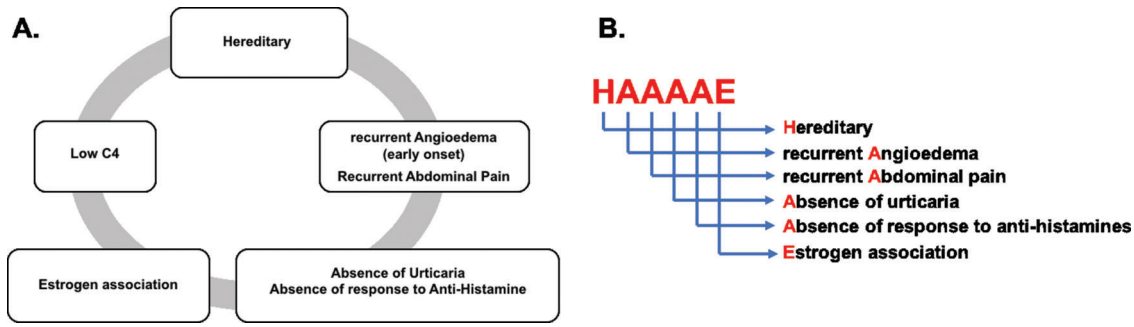 A.
Hereditary
Low C4
recurrent Angioedema
(early onset)
Recurrent Abdominal Pain
Estrogen association
Absence of Urticaria
Absence of response to Anti-Histamine
B.
HAAAAE
Hereditary
recurrent Angioedema
recurrent Abdominal pain
Absence of urticaria
Absence of response to anti-histamines
Estrogen association